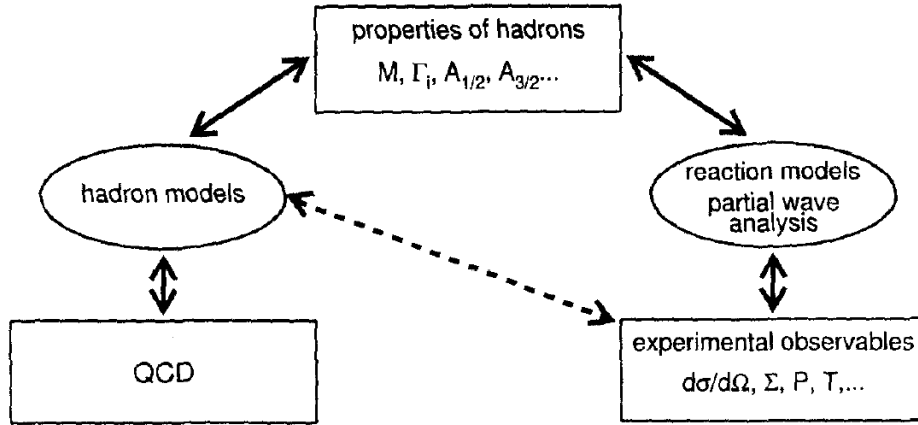 properties of hadrons
M, Γi, A1/2, A3/2...
hadron models
reaction models
partial wave
analysis
QCD
experimental observables
dσ/dΩ, Σ, P, T,...